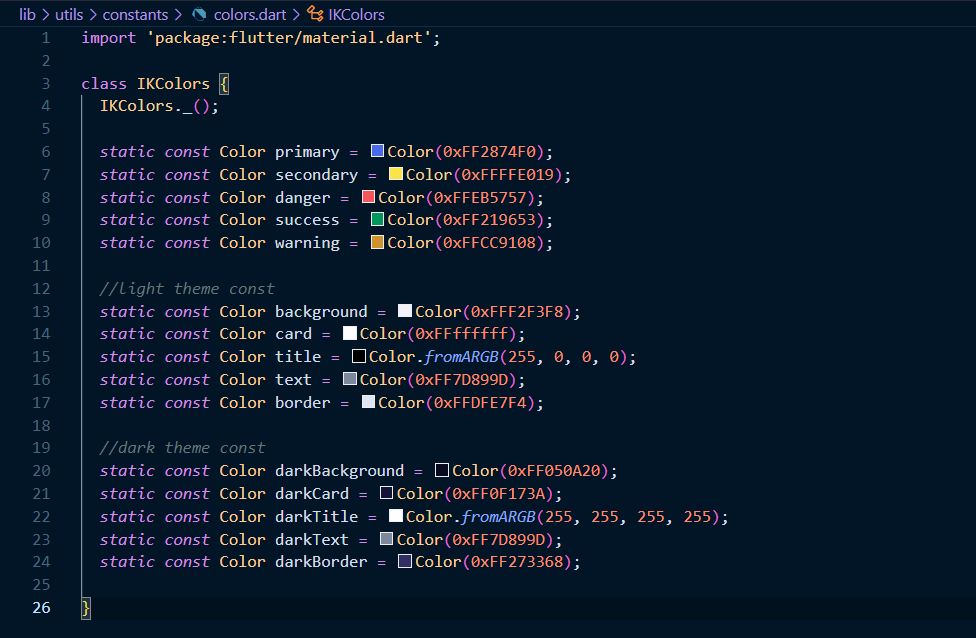 lib > utils > constants > colors.dart > IKColors
1 import 'package:flutter/material.dart';
2
3 class IKColors {
4   IKColors._();
5
6   static const Color primary = Color(0xFF2874F0);
7   static const Color secondary = Color(0xFFFFE019);
8   static const Color danger = Color(0xFFEB5757);
9   static const Color success = Color(0xFF219653);
10   static const Color warning = Color(0xFFCC9108);
11
12   //light theme const
13   static const Color background = Color(0xFFF2F3F8);
14   static const Color card = Color(0xFFffffff);
15   static const Color title = Color.fromARGB(255, 0, 0, 0);
16   static const Color text = Color(0xFF7D899D);
17   static const Color border = Color(0xFFDFE7F4);
18
19   //dark theme const
20   static const Color darkBackground = Color(0xFF050A20);
21   static const Color darkCard = Color(0xFF0F173A);
22   static const Color darkTitle = Color.fromARGB(255, 255, 255, 255);
23   static const Color darkText = Color(0xFF7D899D);
24   static const Color darkBorder = Color(0xFF273368);
25
26 }